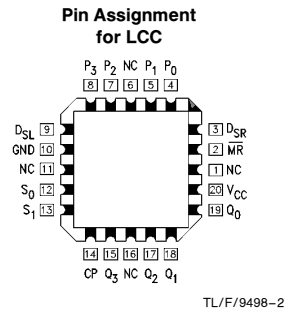 Pin Assignment
for LCC
P3 P2 NC P1 P0
8 7 6 5 4
DSL 9
GND 10
NC 11
S0 12
S1 13
3 DSR
2 M̅R̅
1 NC
20 VCC
19 Q0
14 15 16 17 18
CP Q3 NC Q2 Q1
TL/F/9498–2